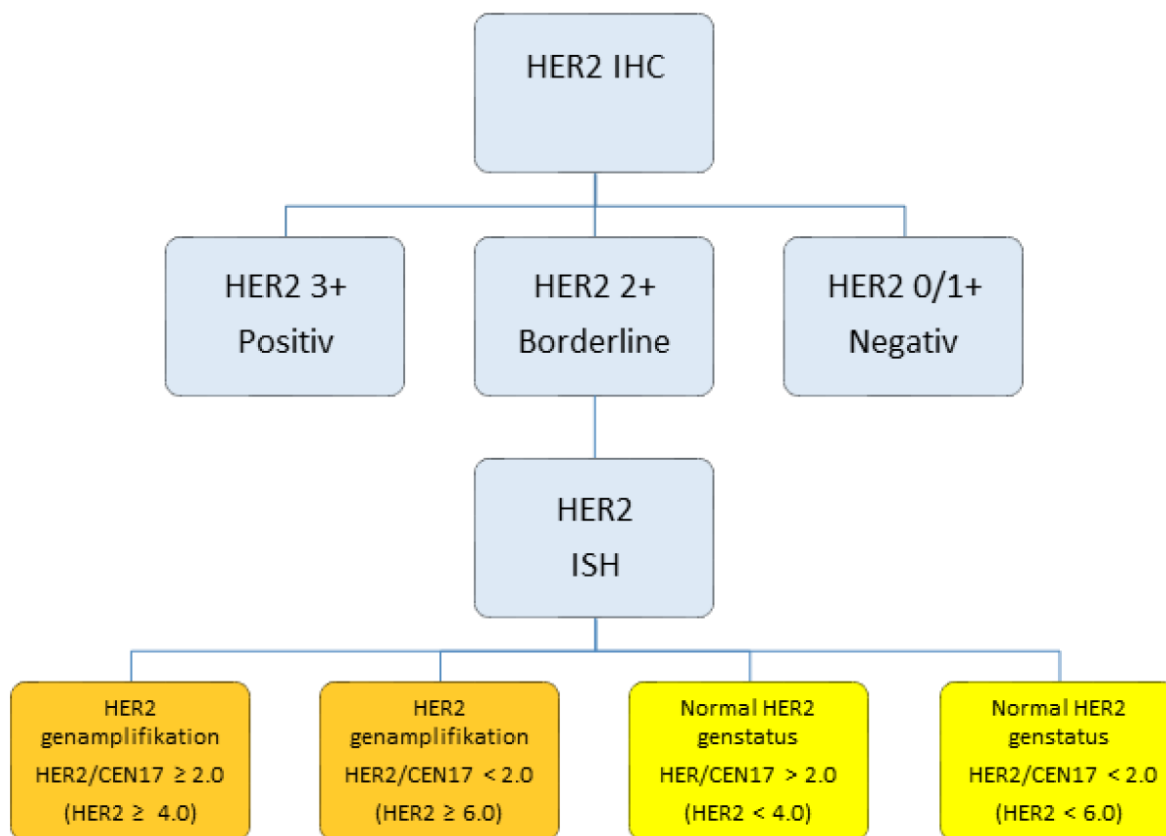 HER2 IHC
HER2 3+
Positiv
HER2 2+
Borderline
HER2 0/1+
Negativ
HER2
ISH
HER2
genamplifikation
HER2/CEN17 ≥ 2.0
(HER2 ≥ 4.0)
HER2
genamplifikation
HER2/CEN17 < 2.0
(HER2 ≥ 6.0)
Normal HER2
genstatus
HER/CEN17 > 2.0
(HER2 < 4.0)
Normal HER2
genstatus
HER2/CEN17 < 2.0
(HER2 < 6.0)